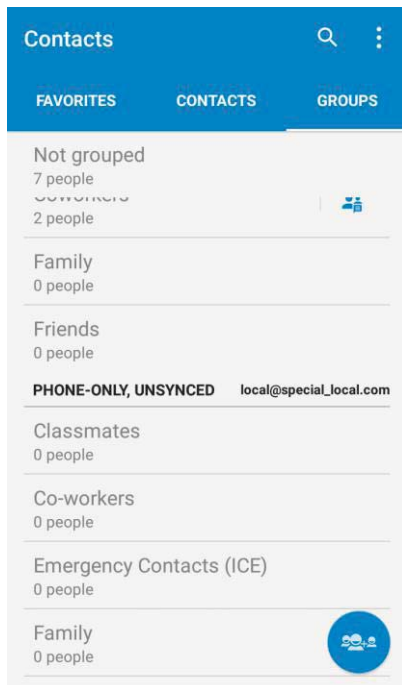 Contacts
FAVORITES CONTACTS GROUPS
Not grouped
7 people
Coworkers
2 people
Family
0 people
Friends
0 people
PHONE-ONLY, UNSYNCED local@special_local.com
Classmates
0 people
Co-workers
0 people
Emergency Contacts (ICE)
0 people
Family
0 people